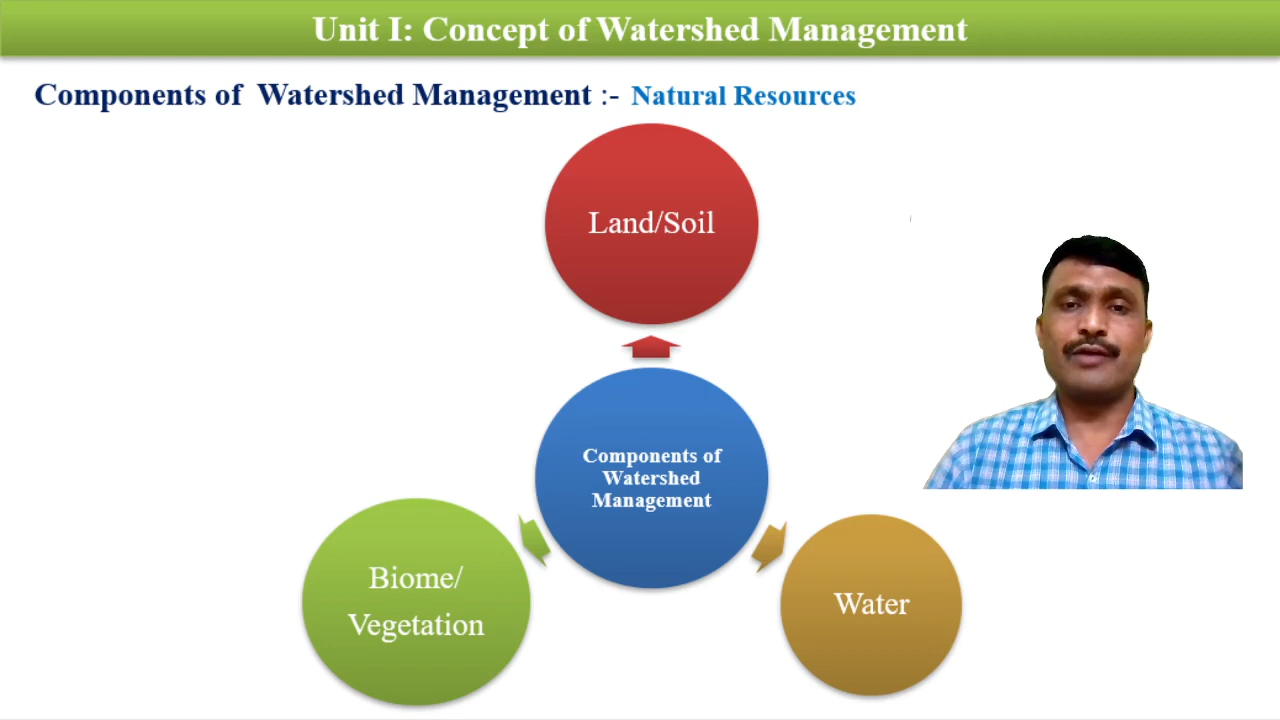 Unit I: Concept of Watershed Management
Components of Watershed Management :- Natural Resources
Land/Soil
Components of
Watershed
Management
Biome/
Vegetation
Water